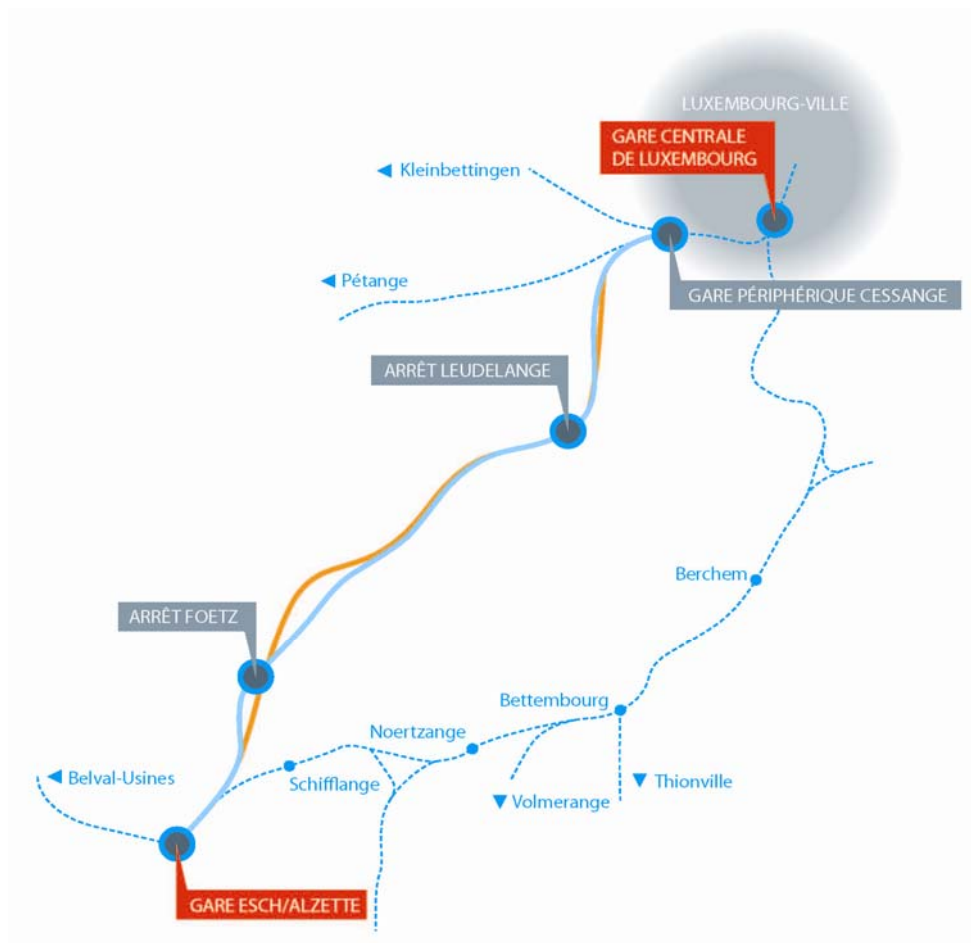 LUXEMBOURG-VILLE
GARE CENTRALE
DE LUXEMBOURG
◀ Kleinbettingen
◀ Pétange
GARE PÉRIPHÉRIQUE CESSANGE
ARRÊT LEUDELANGE
Berchem
ARRÊT FOETZ
Bettembourg
Noertzange
◀ Belval-Usines
Schifflange
▼ Thionville
▼ Volmerange
GARE ESCH/ALZETTE